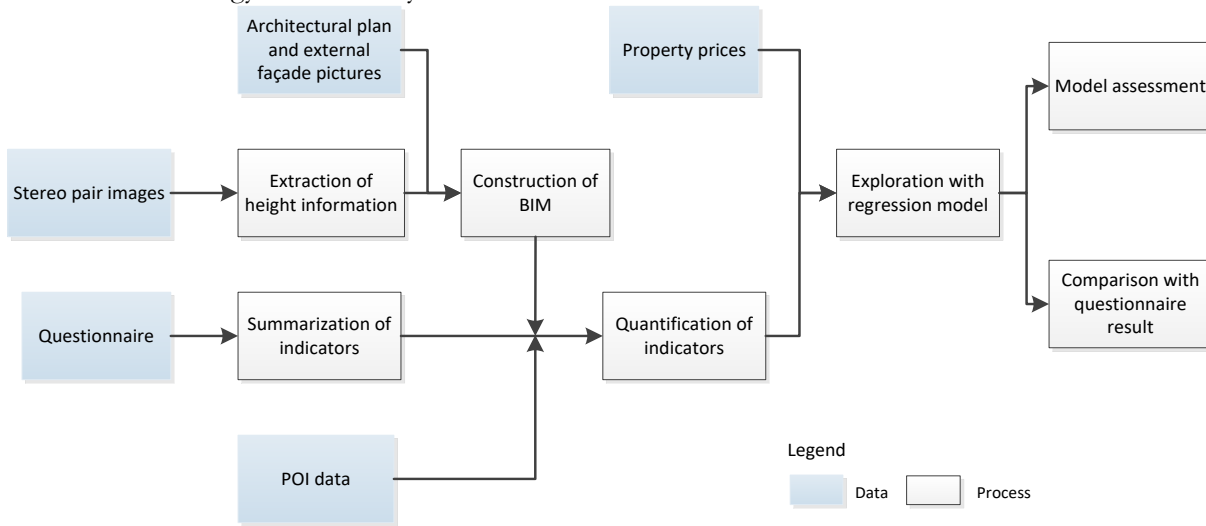 Architectural plan
and external
façade pictures
Property prices
Model assessment
Stereo pair images
Extraction of
height information
Construction of
BIM
Exploration with
regression model
Questionnaire
Summarization of
indicators
Quantification of
indicators
Comparison with
questionnaire
result
POI data
Legend
Data
Process